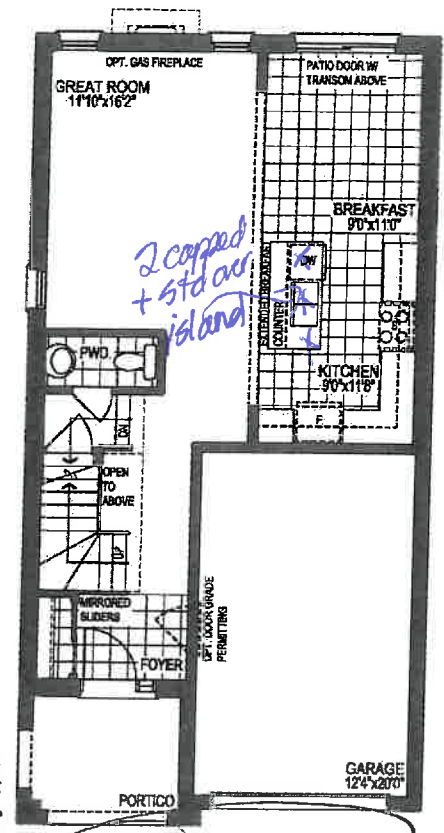 OPT. GAS FIREPLACE
PATIO DOOR W/
TRANSOM ABOVE
GREAT ROOM
11'10"x16'2"
BREAKFAST
9'0"x11'0"
2 capped
+ std over
island
DW
EXTENDED BREAKFAST
COUNTER
KITCHEN
9'0"x11'8"
F
PWD.
DN
OPEN
TO
ABOVE
UP
MIRRORED
SLIDERS
OPT. DOOR GRADE
PERMITTING
FOYER
GARAGE
12'4"x20'0"
PORTICO